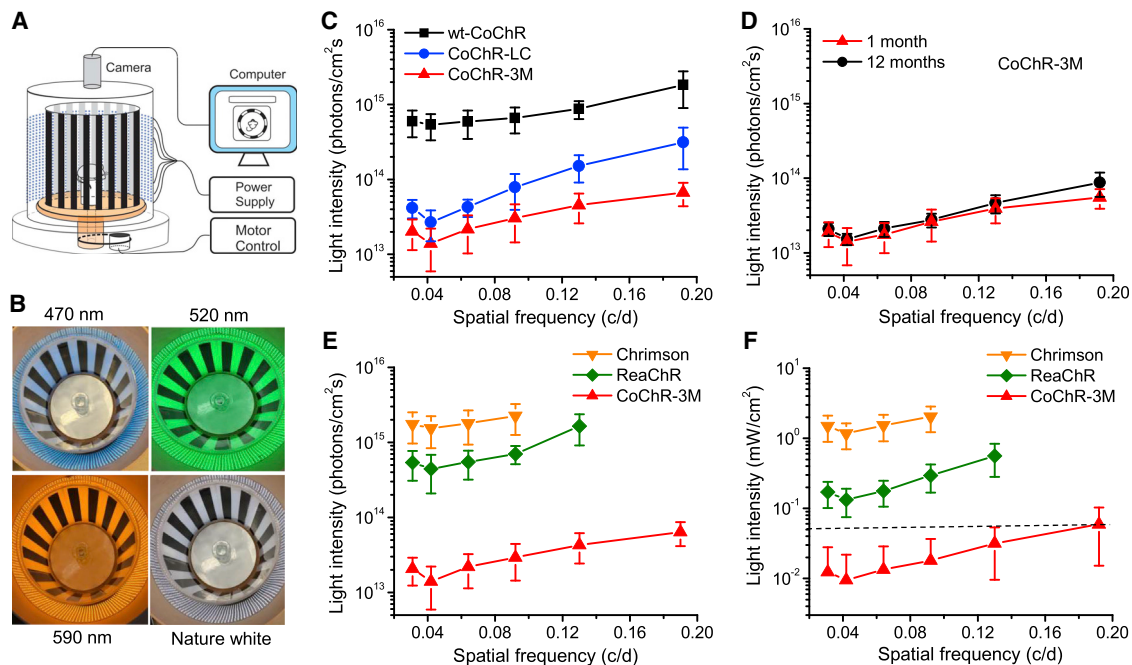 A
Camera
Computer
Power
Supply
Motor
Control
B
470 nm
520 nm
590 nm
Nature white
C
Light intensity (photons/cm²s)
10¹⁶
10¹⁵
10¹⁴
10¹³
wt-CoChR
CoChR-LC
CoChR-3M
0.04 0.08 0.12 0.16 0.20
Spatial frequency (c/d)
D
Light intensity (photons/cm²s)
10¹⁶
10¹⁵
10¹⁴
10¹³
1 month
12 months
CoChR-3M
0.04 0.08 0.12 0.16 0.20
Spatial frequency (c/d)
E
Light intensity (photons/cm²s)
10¹⁶
10¹⁵
10¹⁴
10¹³
Chrimson
ReaChR
CoChR-3M
0.04 0.08 0.12 0.16 0.20
Spatial frequency (c/d)
F
Light intensity (mW/cm²)
10¹
10⁰
10⁻¹
10⁻²
Chrimson
ReaChR
CoChR-3M
0.04 0.08 0.12 0.16 0.20
Spatial frequency (c/d)